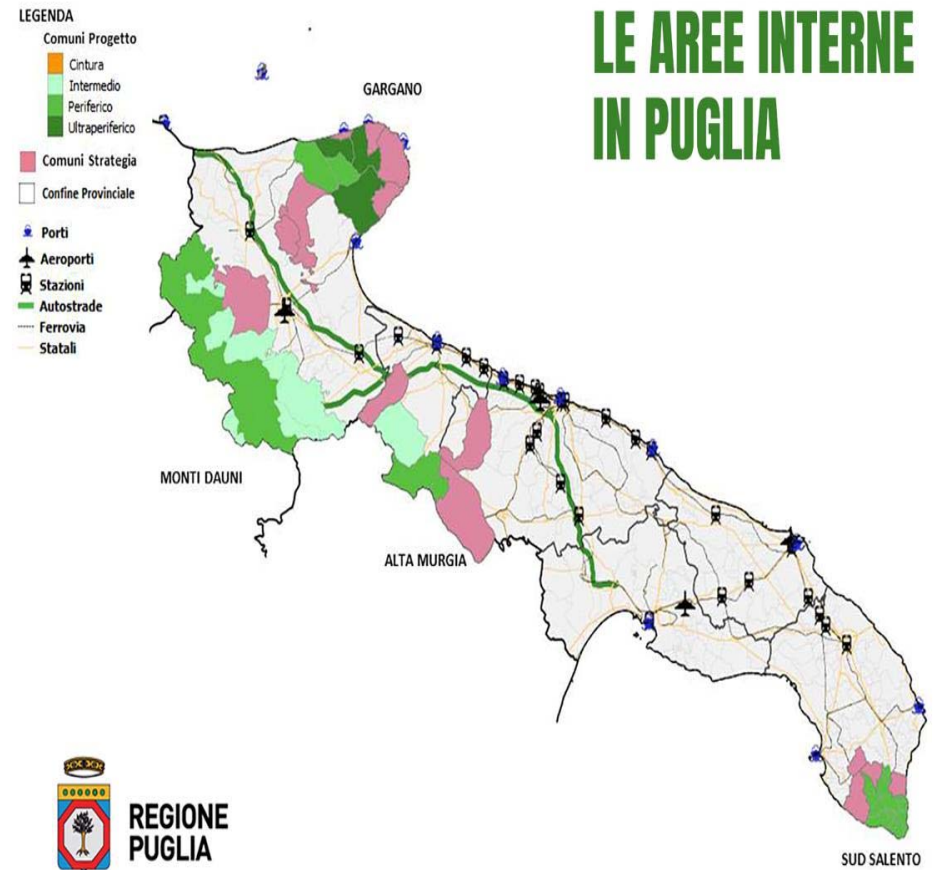 LEGENDA
Comuni Progetto
Cintura
Intermedio
Periferico
Ultraperiferico
Comuni Strategia
Confine Provinciale
Porti
Aeroporti
Stazioni
Autostrade
Ferrovia
Statali
LE AREE INTERNE
IN PUGLIA
GARGANO
MONTI DAUNI
ALTA MURGIA
SUD SALENTO
REGIONE
PUGLIA